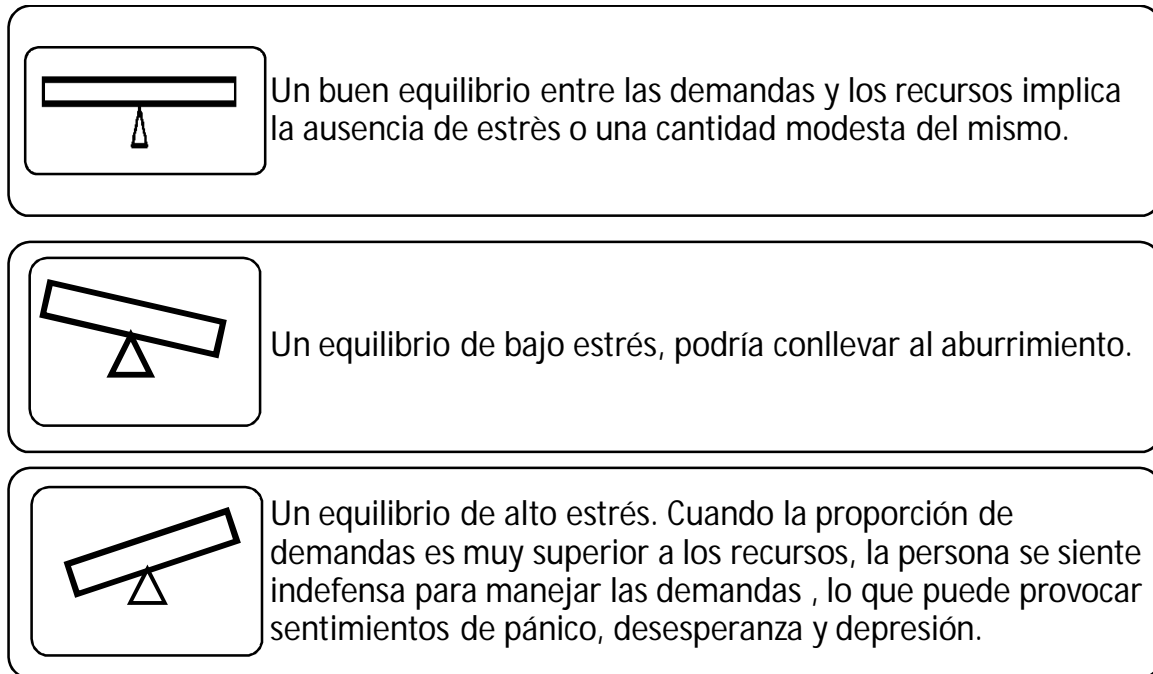 Un buen equilibrio entre las demandas y los recursos implica
la ausencia de estrès o una cantidad modesta del mismo.
Un equilibrio de bajo estrés, podría conllevar al aburrimiento.
Un equilibrio de alto estrés. Cuando la proporción de
demandas es muy superior a los recursos, la persona se siente
indefensa para manejar las demandas , lo que puede provocar
sentimientos de pánico, desesperanza y depresión.